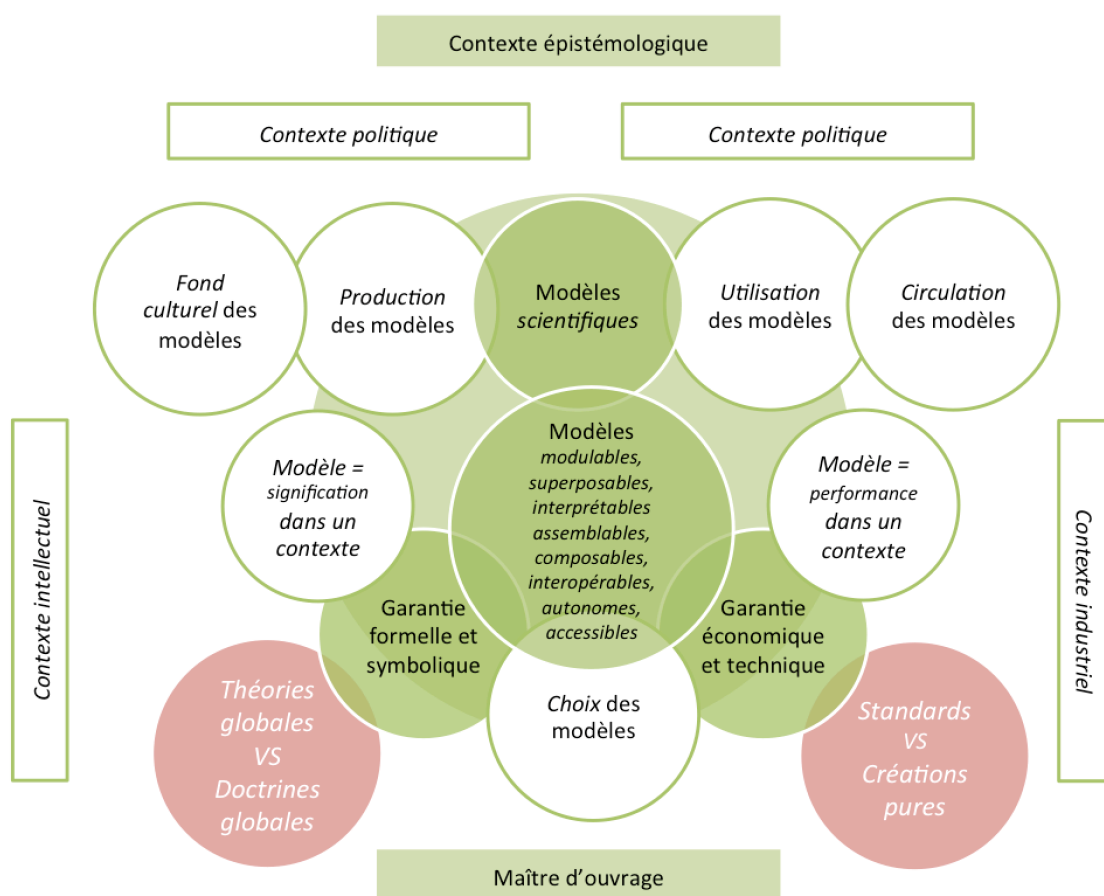 Contexte épistémologique
Contexte politique
Contexte politique
Fond
culturel des
modèles
Production
des modèles
Modèles
scientifiques
Utilisation
des modèles
Circulation
des modèles
Contexte intellectuel
Modèle =
signification
dans un
contexte
Modèles
modulables,
superposables,
interprétables
assemblables,
composables,
interopérables,
autonomes,
accessibles
Modèle =
performance
dans un
contexte
Contexte industriel
Garantie
formelle et
symbolique
Garantie
économique
et technique
Théories
globales
VS
Doctrines
globales
Choix des
modèles
Standards
VS
Créations
pures
Maître d’ouvrage